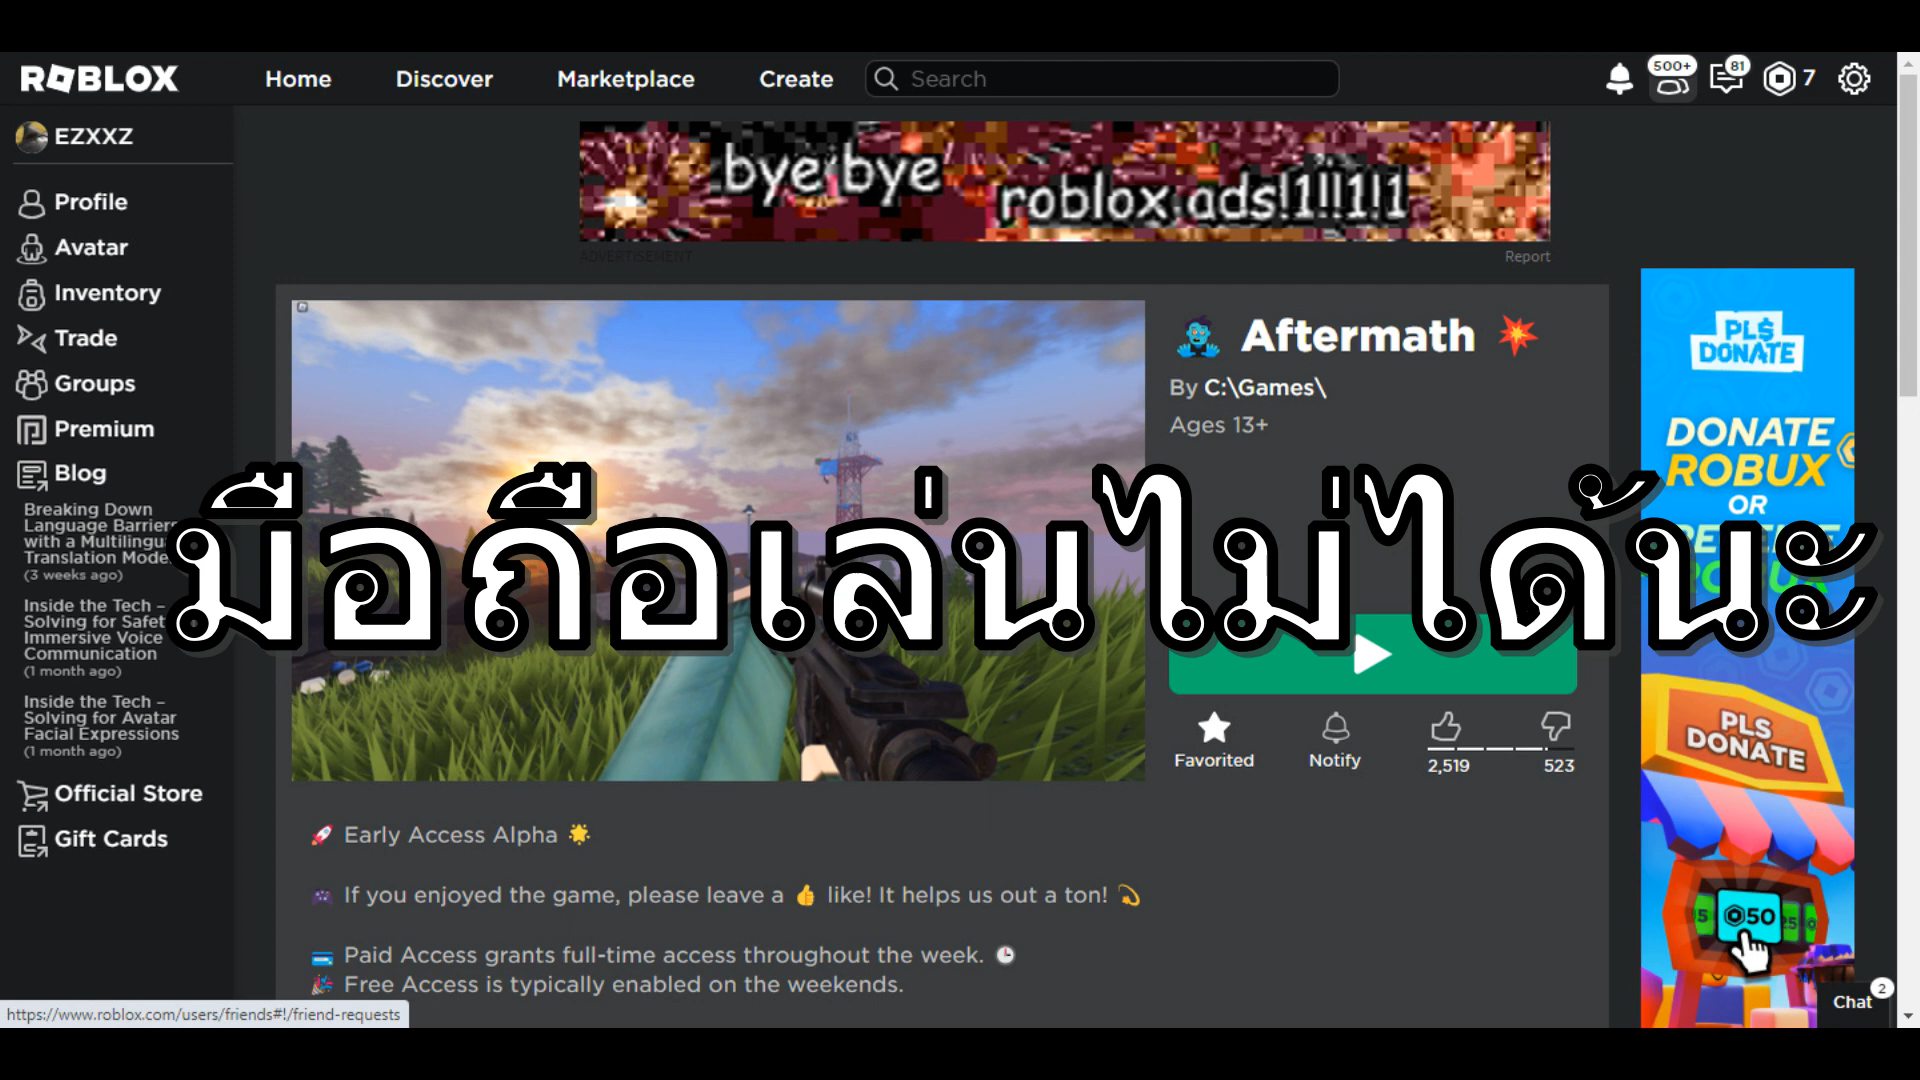 ROBLOX
Home
Discover
Marketplace
Create
Search
500+
81
7
EZXXZ
Profile
Avatar
Inventory
Trade
Groups
Premium
Blog
Breaking Down
Language Barriers
with a Multilingual
Translation Model
(3 weeks ago)
Inside the Tech –
Solving for Safet
Immersive Voice
Communication
(1 month ago)
Inside the Tech –
Solving for Avatar
Facial Expressions
(1 month ago)
Official Store
Gift Cards
bye bye
roblox ads!1!!1!1
ADVERTISEMENT
Report
Aftermath
By C:\Games\
Ages 13+
มือถือเล่นไม่ได้นะ
Favorited
Notify
2,519
523
🚀 Early Access Alpha 🌟
🎮 If you enjoyed the game, please leave a 👍 like! It helps us out a ton! 💫
💳 Paid Access grants full-time access throughout the week. 🕒
🎉 Free Access is typically enabled on the weekends.
PL$
DONATE
DONATE
ROBUX
OR
PLS
DONATE
5
50
25
Chat
2
https://www.roblox.com/users/friends#!/friend-requests